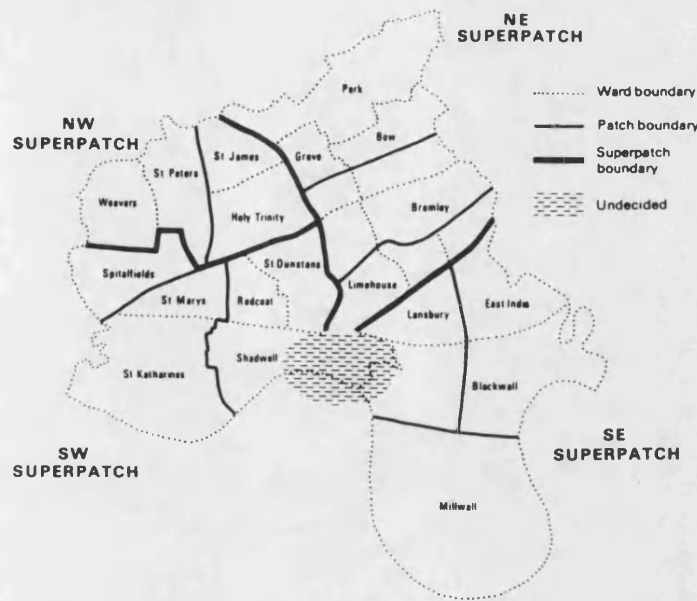 NE
SUPERPATCH
Park
Ward boundary
Patch boundary
Superpatch
boundary
Undecided
NW
SUPERPATCH
Bow
St James
Grove
St Peters
Weavers
Holy Trinity
Bromley
St Dunstans
Spitalfields
Limehouse
St Marys
Redcoat
East India
Lansbury
Shadwell
St Katharines
Blackwall
SW
SUPERPATCH
SE
SUPERPATCH
Millwall